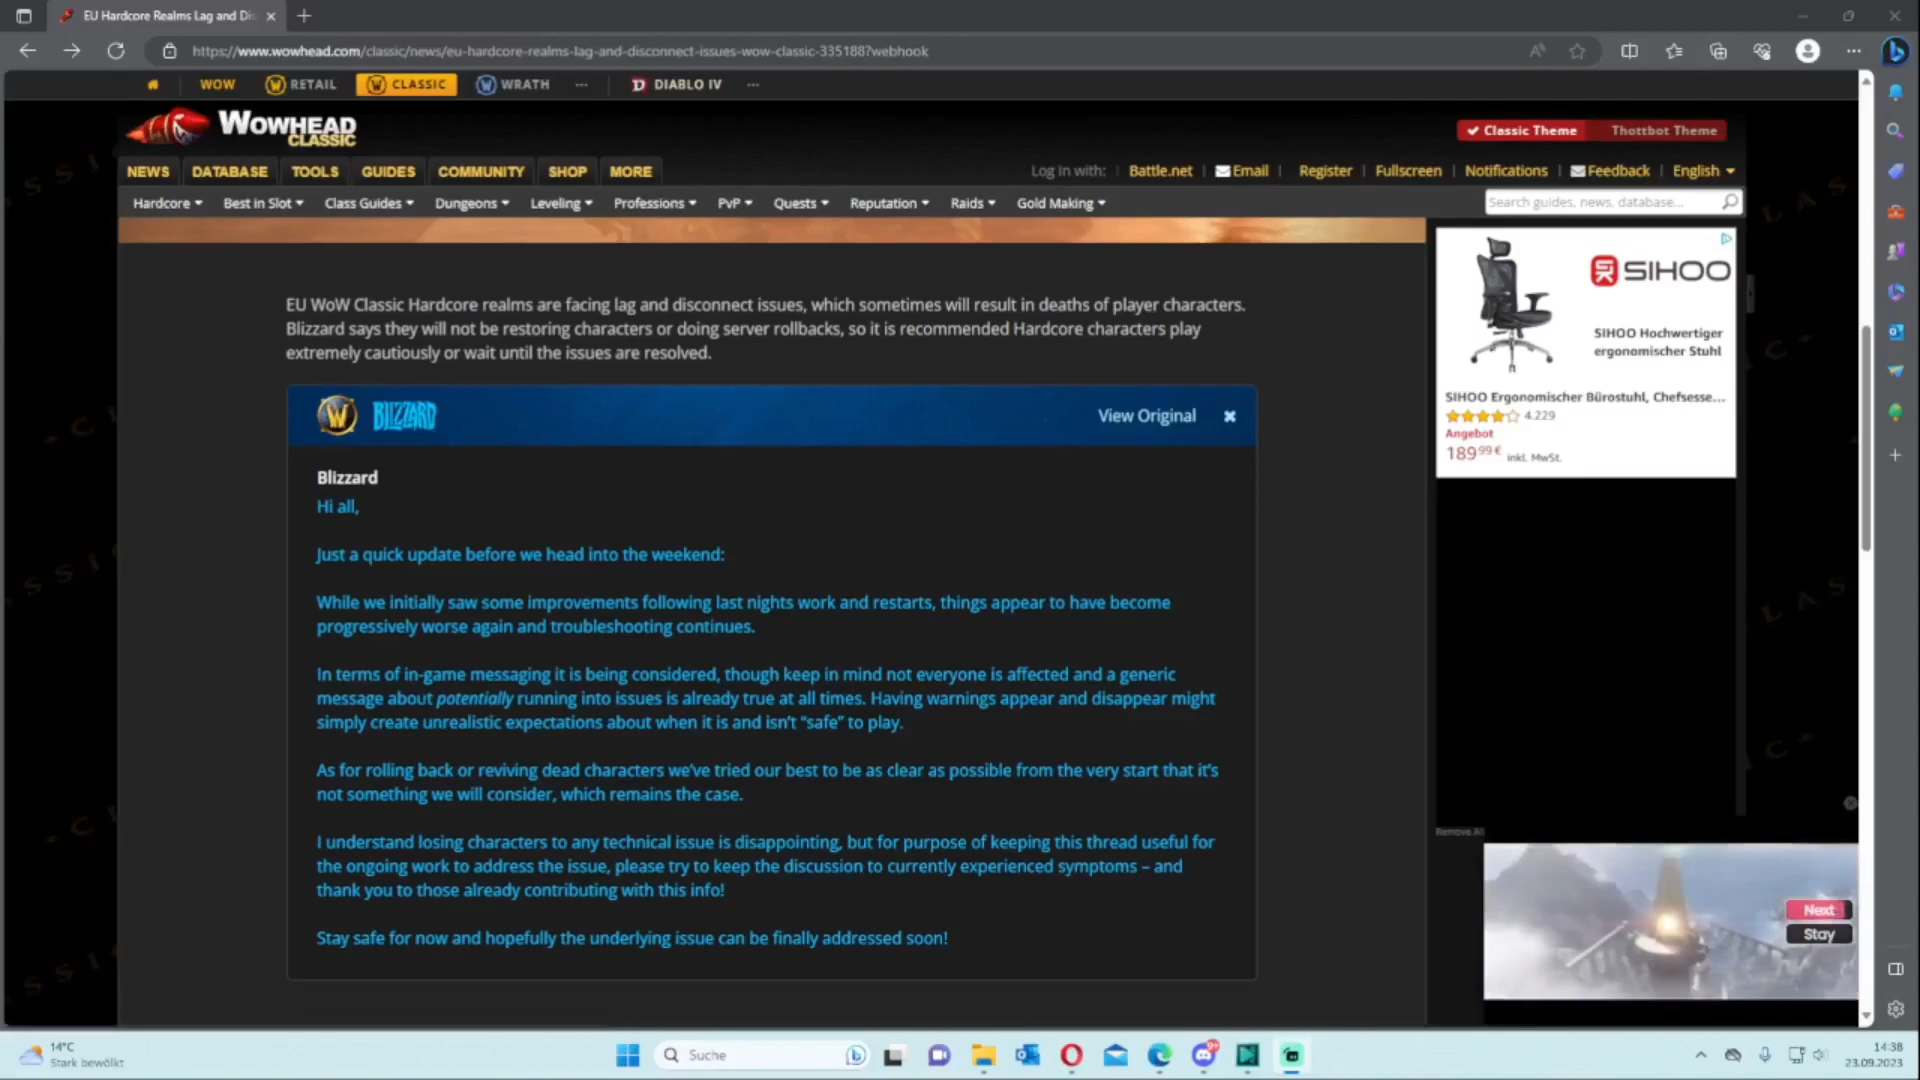 EU Hardcore Realms Lag and Dis
https://www.wowhead.com/classic/news/eu-hardcore-realms-lag-and-disconnect-issues-wow-classic-335188?webhook
WOW RETAIL CLASSIC WRATH ... DIABLO IV ...
WOWHEAD
CLASSIC
Classic Theme Thottbot Theme
NEWS DATABASE TOOLS GUIDES COMMUNITY SHOP MORE
Log in with: Battle.net Email Register Fullscreen Notifications Feedback English
Hardcore Best in Slot Class Guides Dungeons Leveling Professions PvP Quests Reputation Raids Gold Making
Search guides, news, database...
EU WoW Classic Hardcore realms are facing lag and disconnect issues, which sometimes will result in deaths of player characters.
Blizzard says they will not be restoring characters or doing server rollbacks, so it is recommended Hardcore characters play
extremely cautiously or wait until the issues are resolved.
BLIZZARD
View Original
Blizzard
Hi all,
Just a quick update before we head into the weekend:
While we initially saw some improvements following last nights work and restarts, things appear to have become
progressively worse again and troubleshooting continues.
In terms of in-game messaging it is being considered, though keep in mind not everyone is affected and a generic
message about potentially running into issues is already true at all times. Having warnings appear and disappear might
simply create unrealistic expectations about when it is and isn't “safe” to play.
As for rolling back or reviving dead characters we've tried our best to be as clear as possible from the very start that it's
not something we will consider, which remains the case.
I understand losing characters to any technical issue is disappointing, but for purpose of keeping this thread useful for
the ongoing work to address the issue, please try to keep the discussion to currently experienced symptoms – and
thank you to those already contributing with this info!
Stay safe for now and hopefully the underlying issue can be finally addressed soon!
SIHOO
SIHOO Hochwertiger
ergonomischer Stuhl
SIHOO Ergonomischer Bürostuhl, Chefsesse...
4.229
Angebot
189 99 € inkl. MwSt.
Next
Stay
14°C
Stark bewölkt
Suche
9+
14:38
23.09.2023